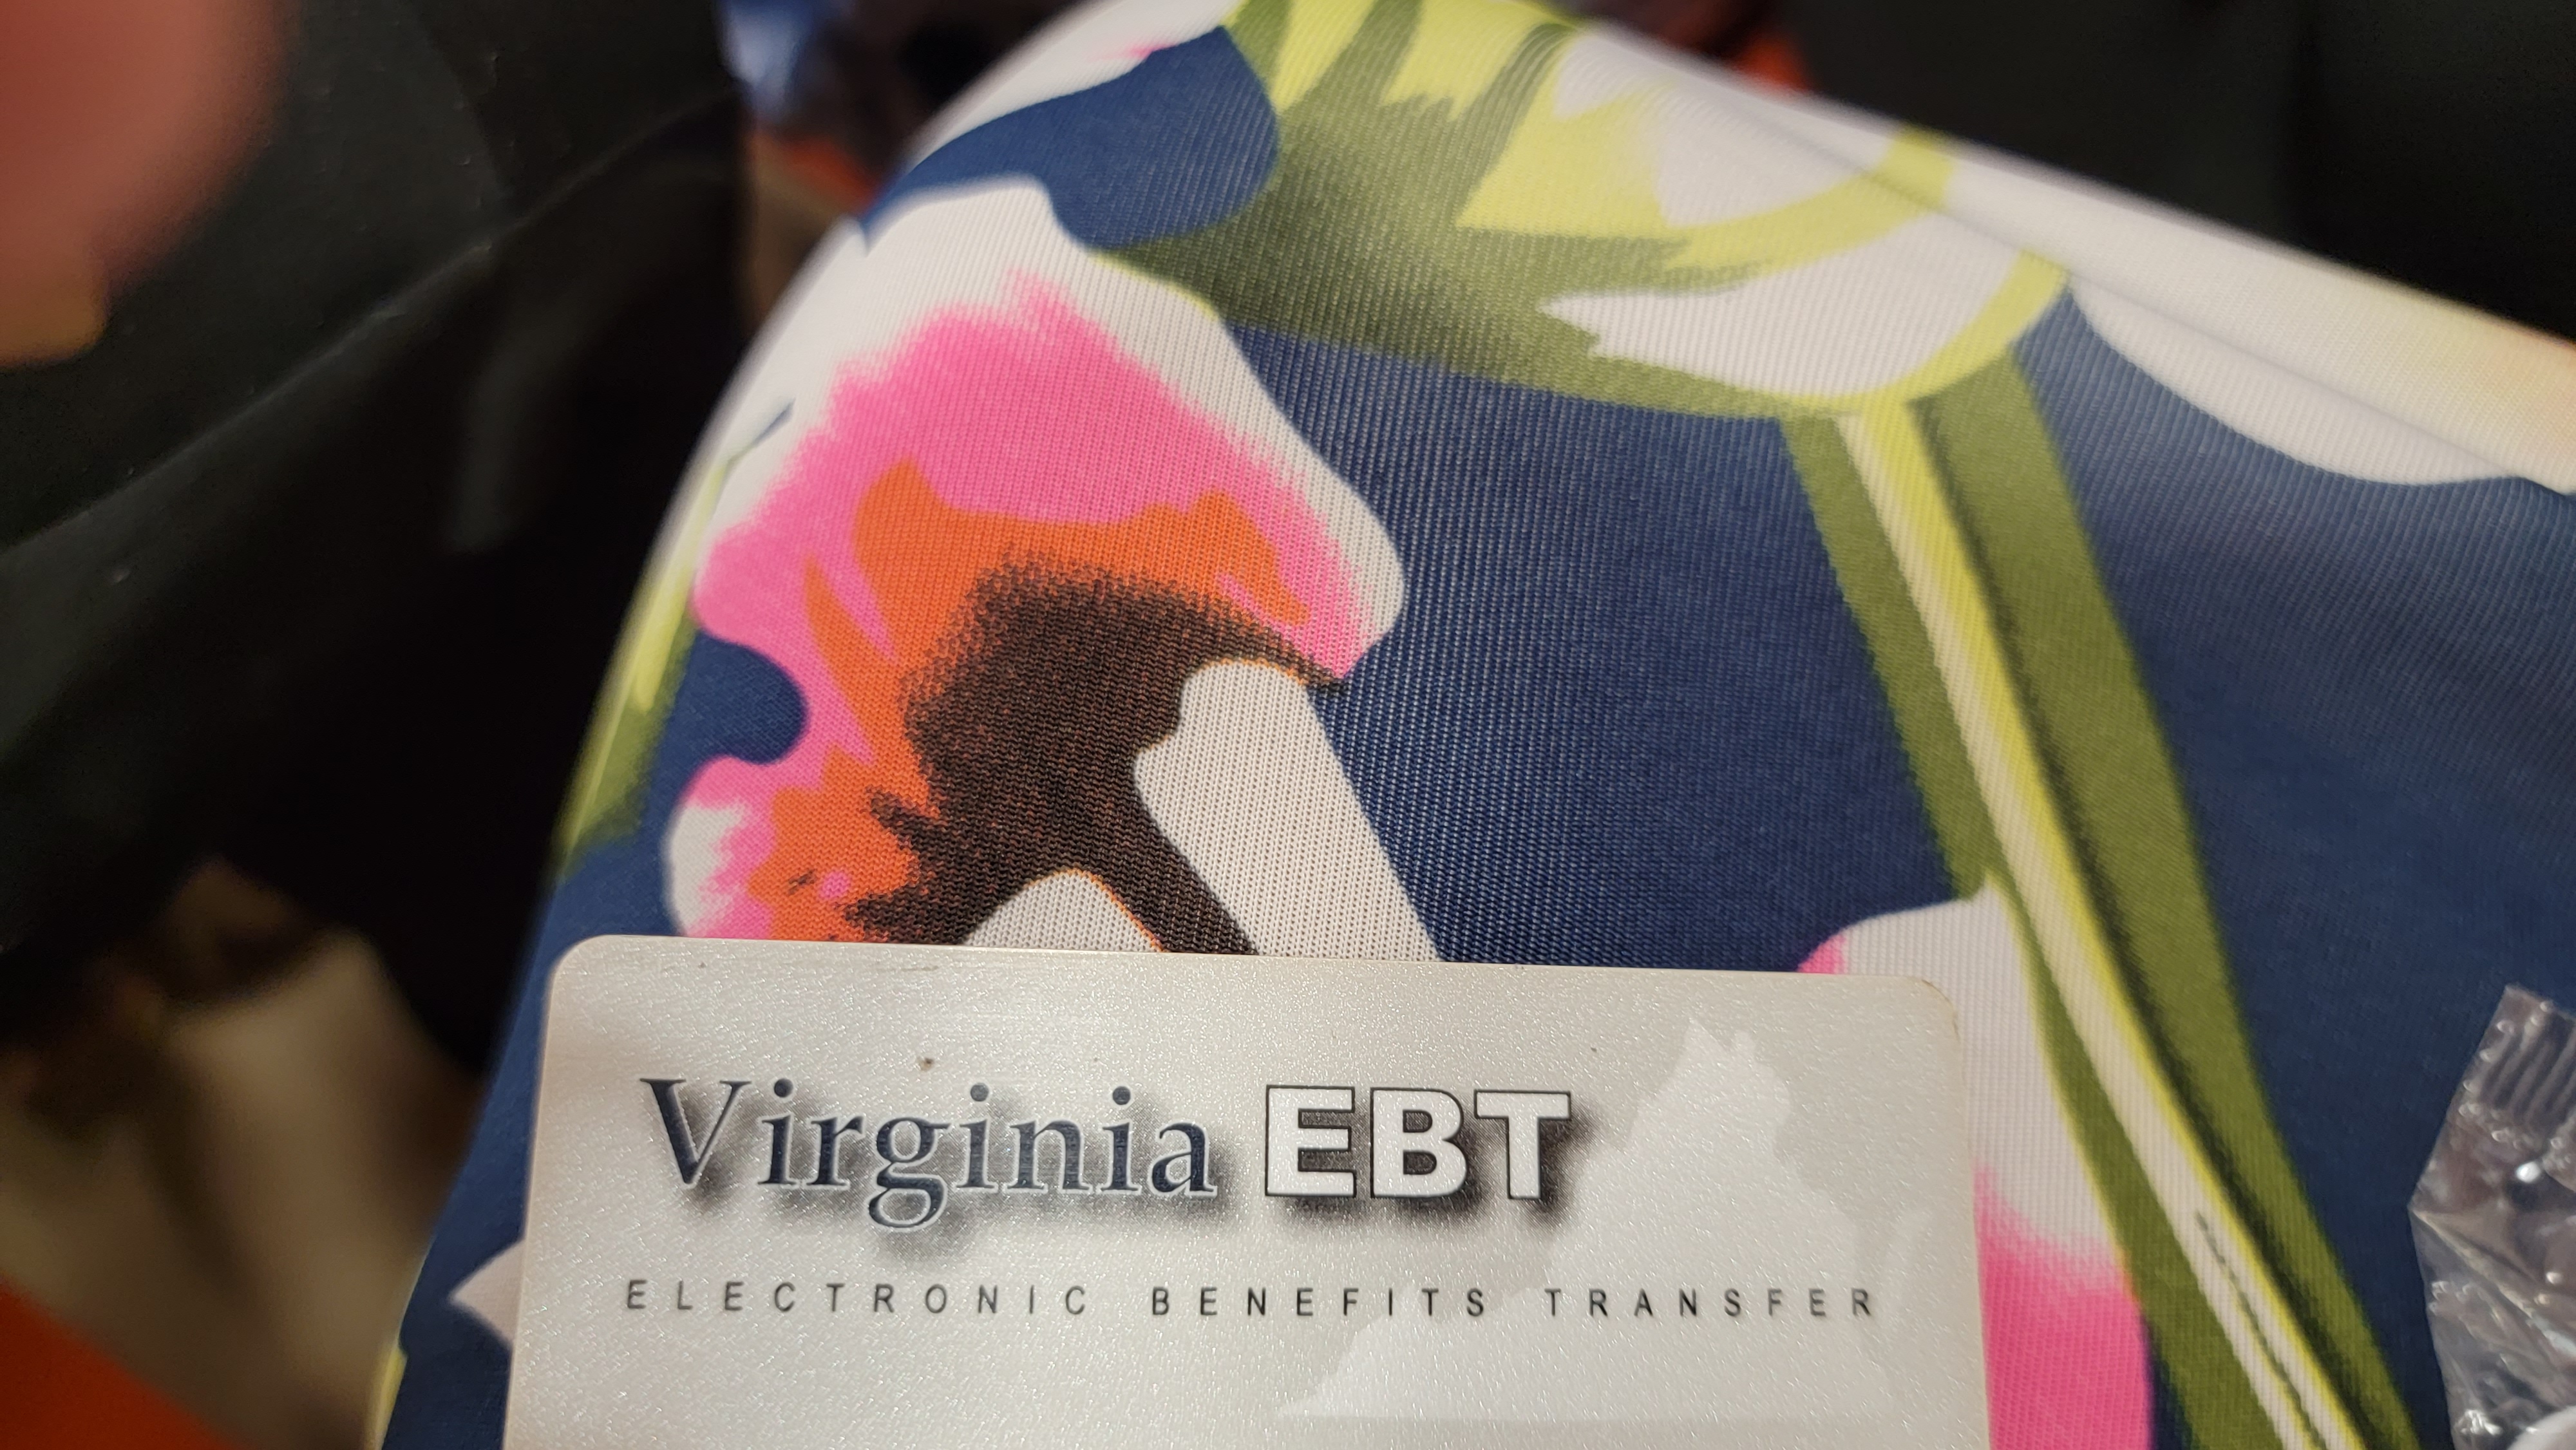 Virginia EBT
ELECTRONIC BENEFITS TRANSFER